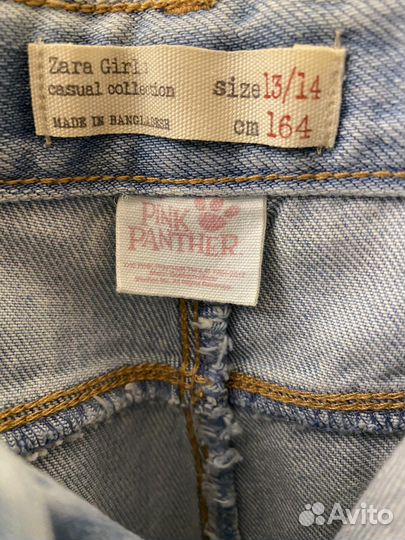 Zara Girls
casual collection
MADE IN BANGLADESH
size 13/14
cm 164
PINK
PANTHER
Avito